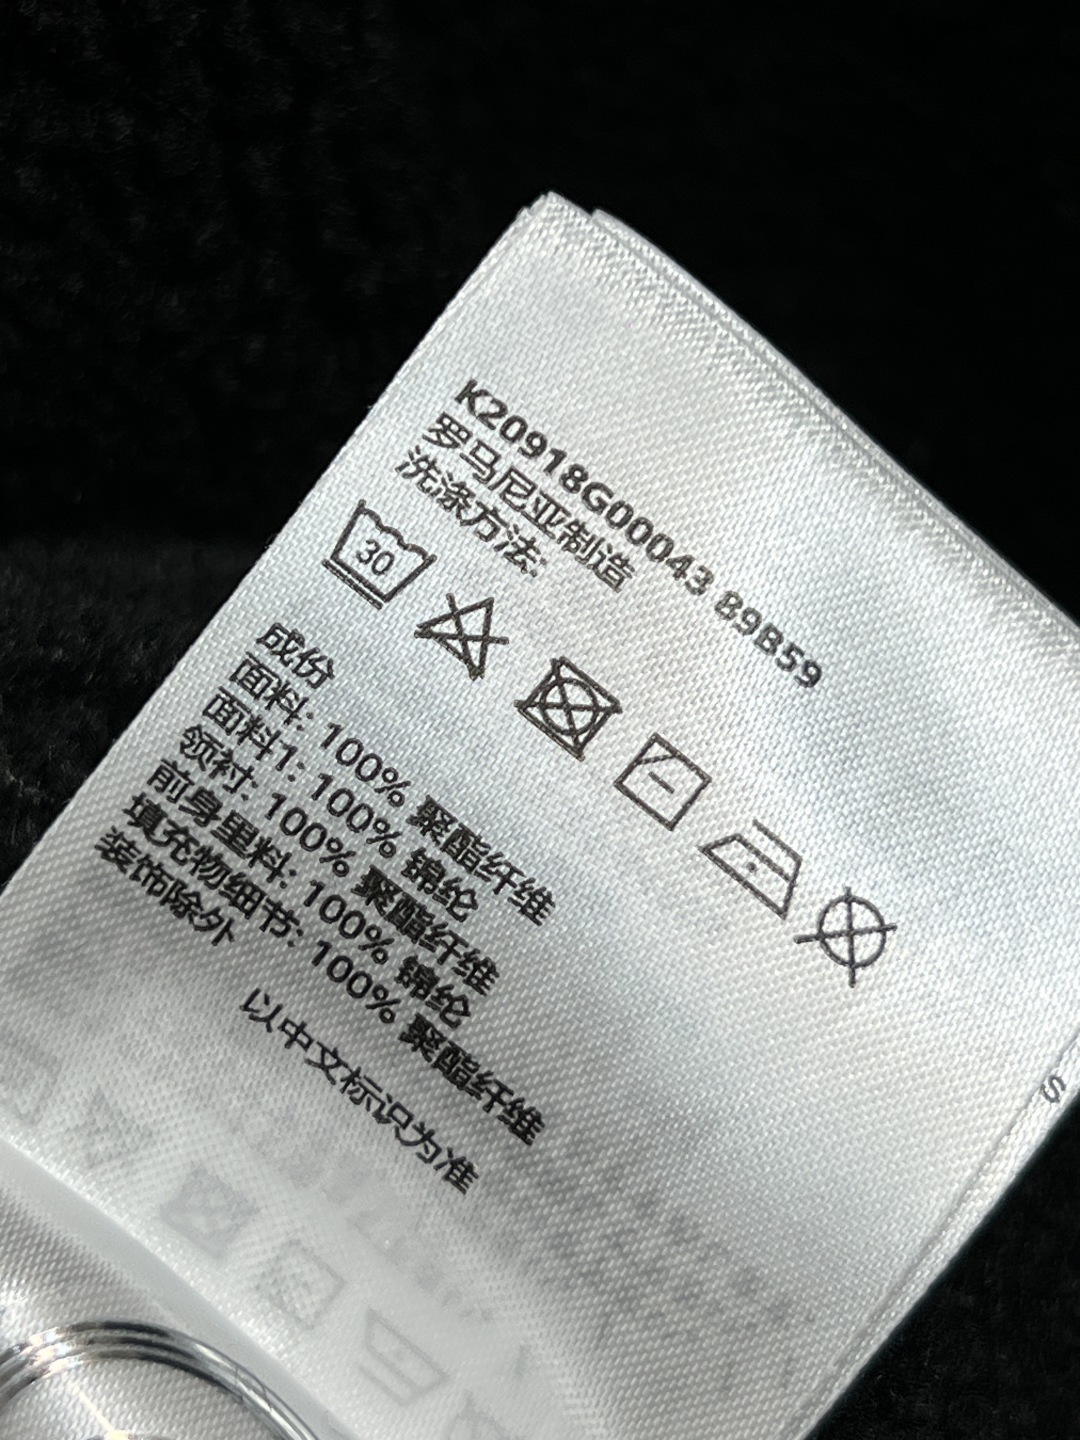 K20918G00043 89B59
罗马尼亚制造
洗涤方法:
30
成份
面料: 100% 聚酯纤维
面料1: 100% 锦纶
领衬: 100% 聚酯纤维
前身里料: 100% 锦纶
填充物细节: 100% 聚酯纤维
装饰除外
以中文标识为准
S